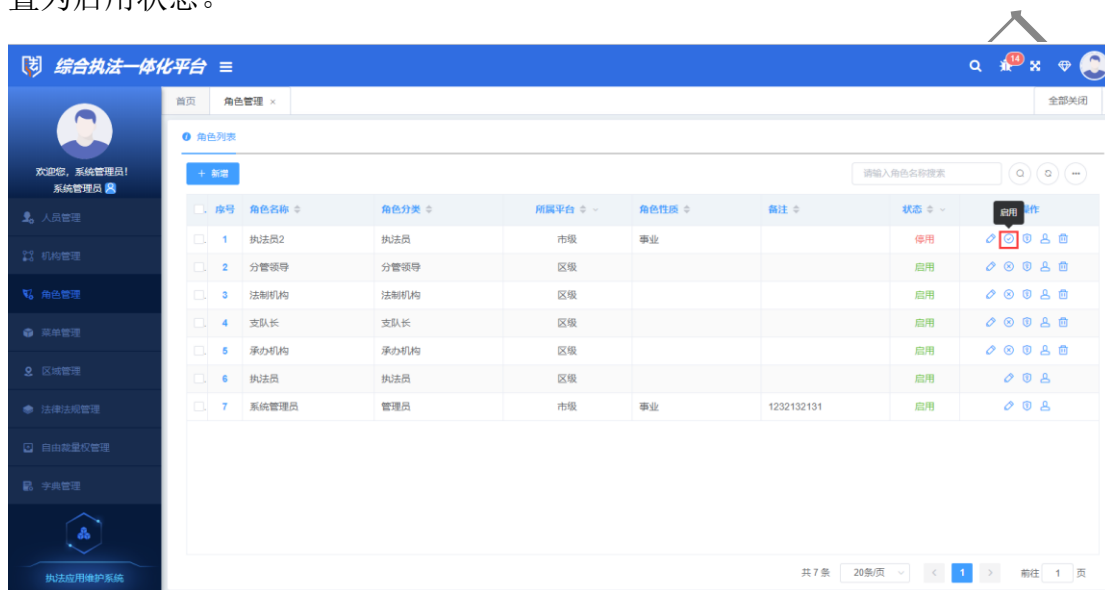 置为启用状态。
综合执法一体化平台
14
首页 角色管理 × 全部关闭
欢迎您，系统管理员！
系统管理员
人员管理
机构管理
角色管理
菜单管理
区域管理
法律法规管理
自由裁量权管理
字典管理
执法应用维护系统
角色列表
+ 新增 请输入角色名称搜索
启用
序号 角色名称 角色分类 所属平台 角色性质 备注 状态 操作
1 执法员2 执法员 市级 事业 停用
2 分管领导 分管领导 区级 启用
3 法制机构 法制机构 区级 启用
4 支队长 支队长 区级 启用
5 承办机构 承办机构 区级 启用
6 执法员 执法员 区级 启用
7 系统管理员 管理员 市级 事业 1232132131 启用
共 7 条 20条/页 < 1 > 前往 1 页